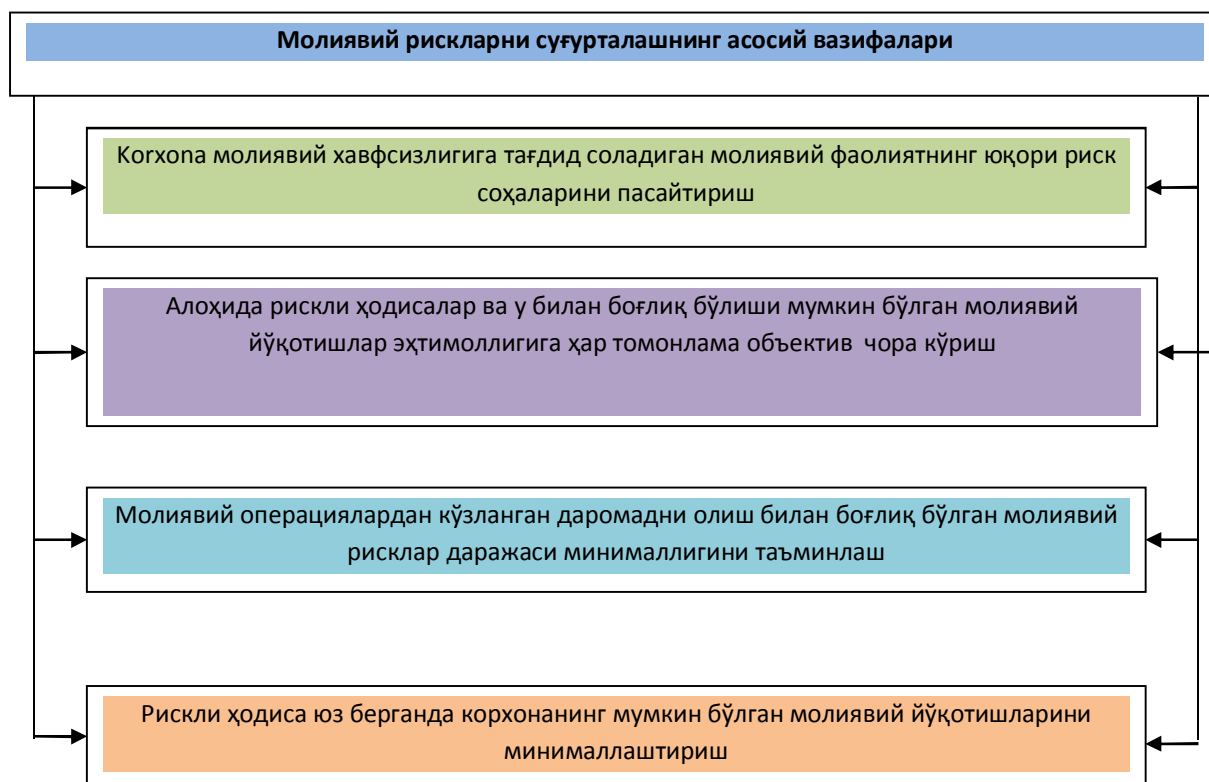 Молиявий рискларни суғурталашнинг асосий вазифалари
Korxona молиявий хавфсизлигига тағдид соладиган молиявий фаолиятнинг юқори риск
соҳаларини пасайтириш
Алоҳида рискли ҳодисалар ва у билан боғлиқ бўлиши мумкин бўлган молиявий
йўқотишлар эҳтимоллигига ҳар томонлама объектив чора кўриш
Молиявий операциялардан кўзланган даромадни олиш билан боғлиқ бўлган молиявий
рисклар даражаси минималлигини таъминлаш
Рискли ҳодиса юз берганда корхонанинг мумкин бўлган молиявий йўқотишларини
минималлаштириш